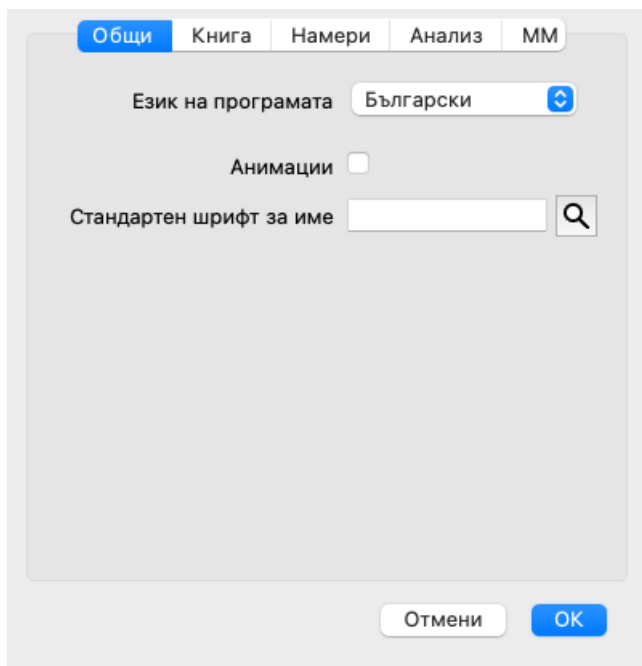 Общи Книга Намери Анализ ММ
Език на програмата Български
Анимации
Стандартен шрифт за име
Отмени OK